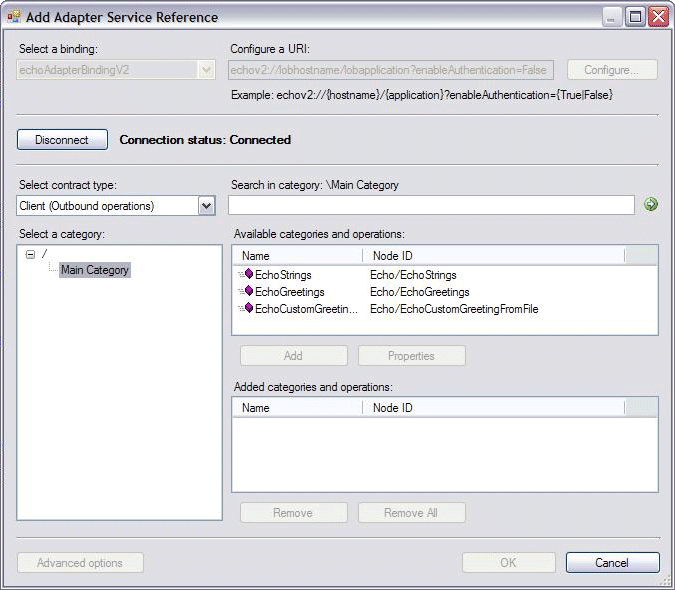 Add Adapter Service Reference
Select a binding:
Configure a URI:
echoAdapterBindingV2
echov2://lobhostname/lobapplication?enableAuthentication=False
Configure...
Example: echov2://{hostname}/{application}?enableAuthentication={True|False}
Disconnect
Connection status: Connected
Select contract type:
Search in category: \Main Category
Client (Outbound operations)
Select a category:
Available categories and operations:
/
Main Category
Name Node ID
EchoStrings Echo/EchoStrings
EchoGreetings Echo/EchoGreetings
EchoCustomGreetin... Echo/EchoCustomGreetingFromFile
Add
Properties
Added categories and operations:
Name Node ID
Remove
Remove All
Advanced options
OK
Cancel